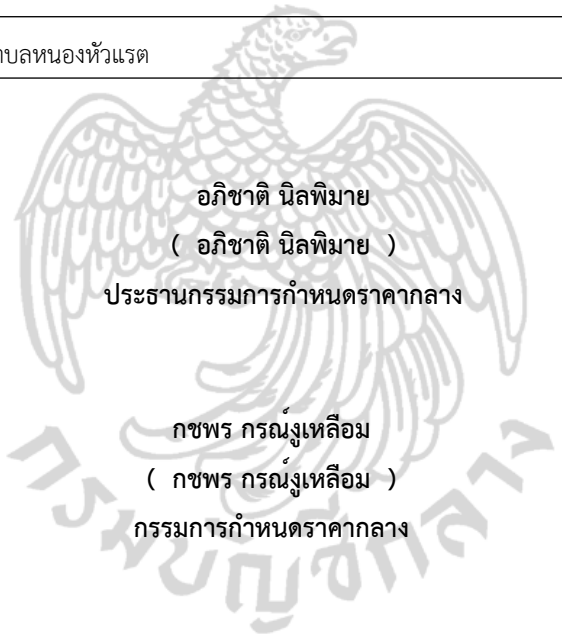 บลหนองหัวแรต
อภิชาติ นิลพิมาย
( อภิชาติ นิลพิมาย )
ประธานกรรมการกำหนดราคากลาง
กชพร กรณ์งูเหลือม
( กชพร กรณ์งูเหลือม )
กรรมการกำหนดราคากลาง
กรมบัญชีกลาง